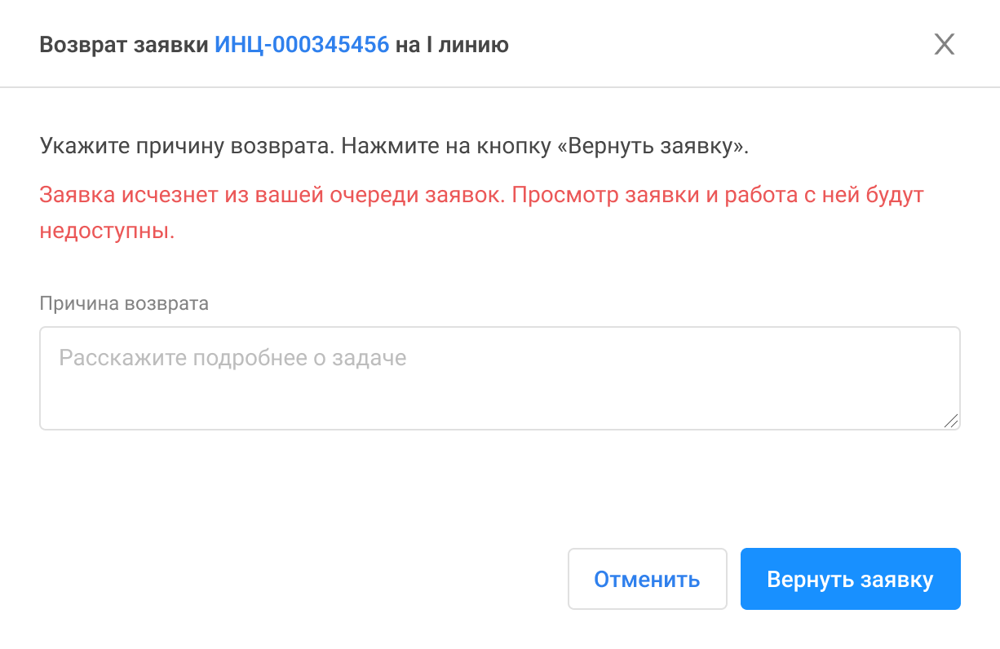 Возврат заявки ИНЦ-000345456 на I линию
Укажите причину возврата. Нажмите на кнопку «Вернуть заявку».
Заявка исчезнет из вашей очереди заявок. Просмотр заявки и работа с ней будут
недоступны.
Причина возврата
Расскажите подробнее о задаче
Отменить
Вернуть заявку